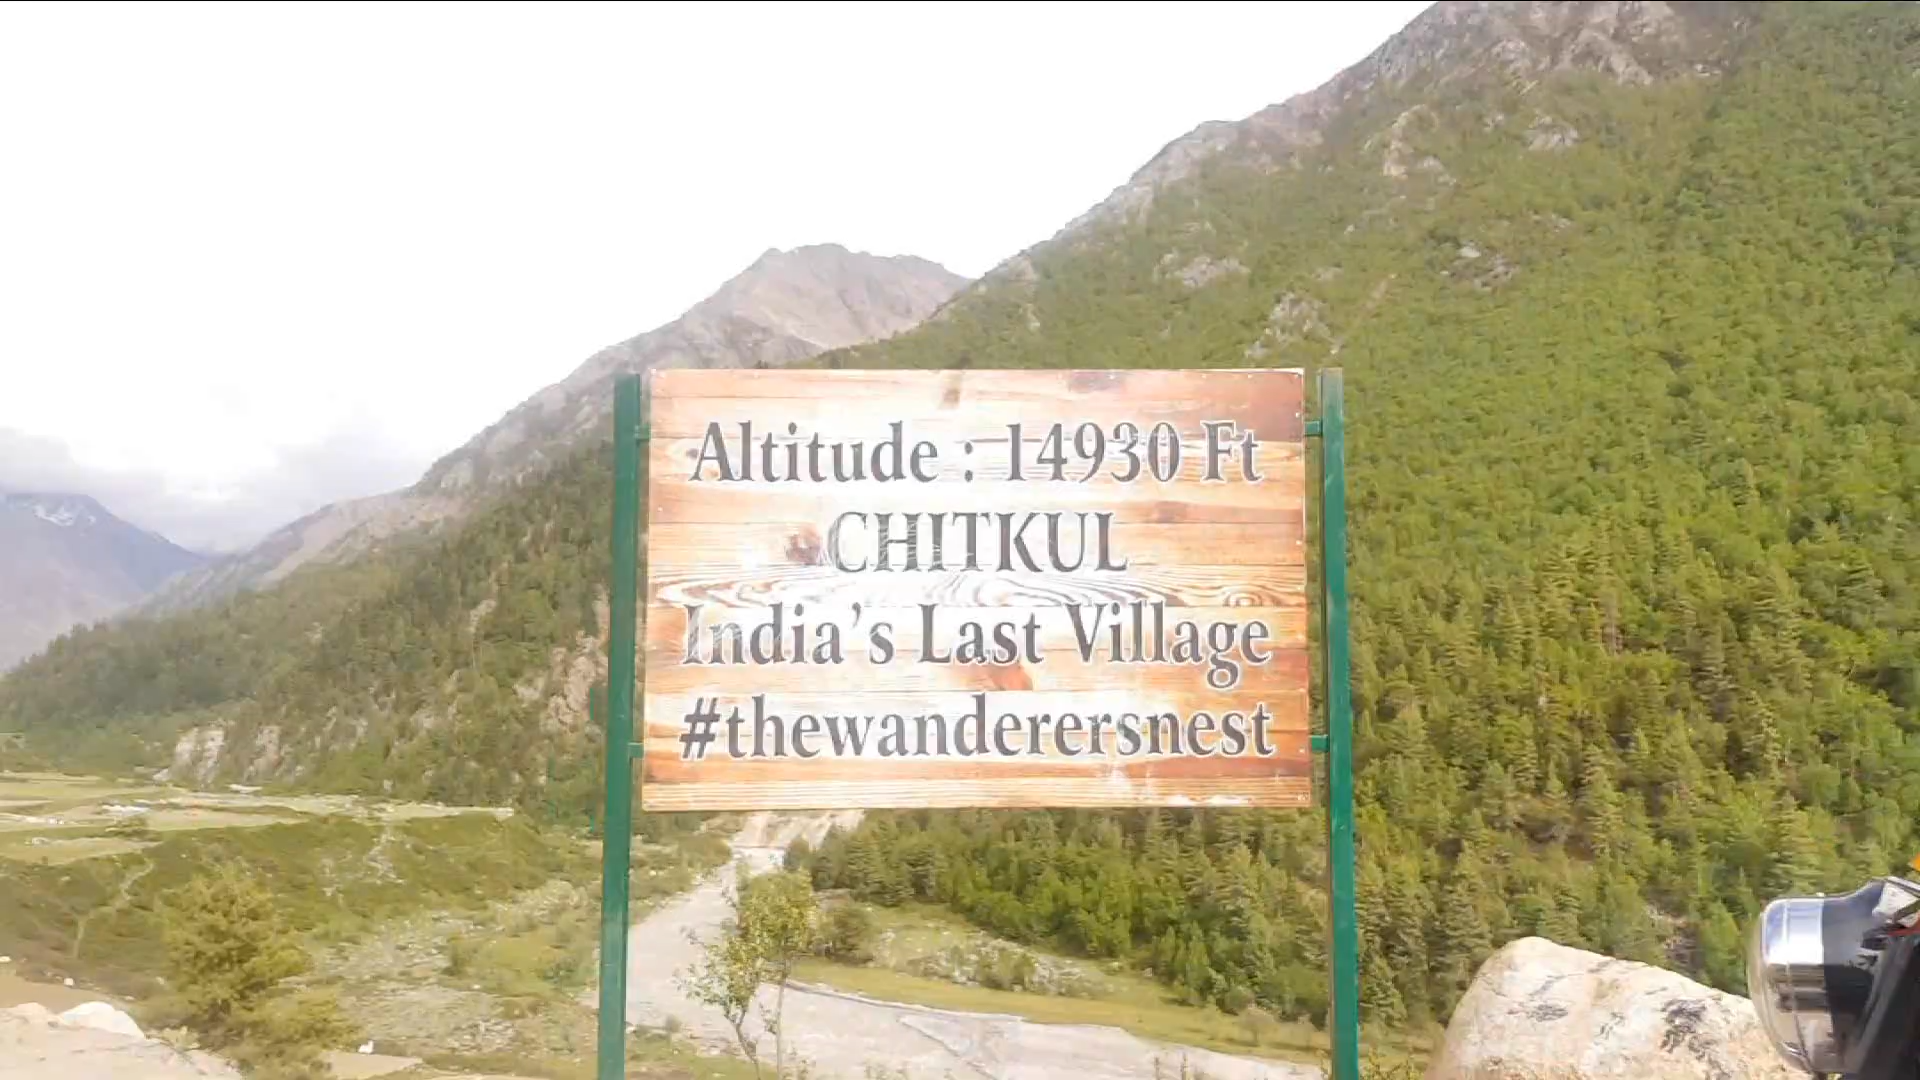 Altitude : 14930 Ft
CHITKUL
India's Last Village
#thewanderersnest